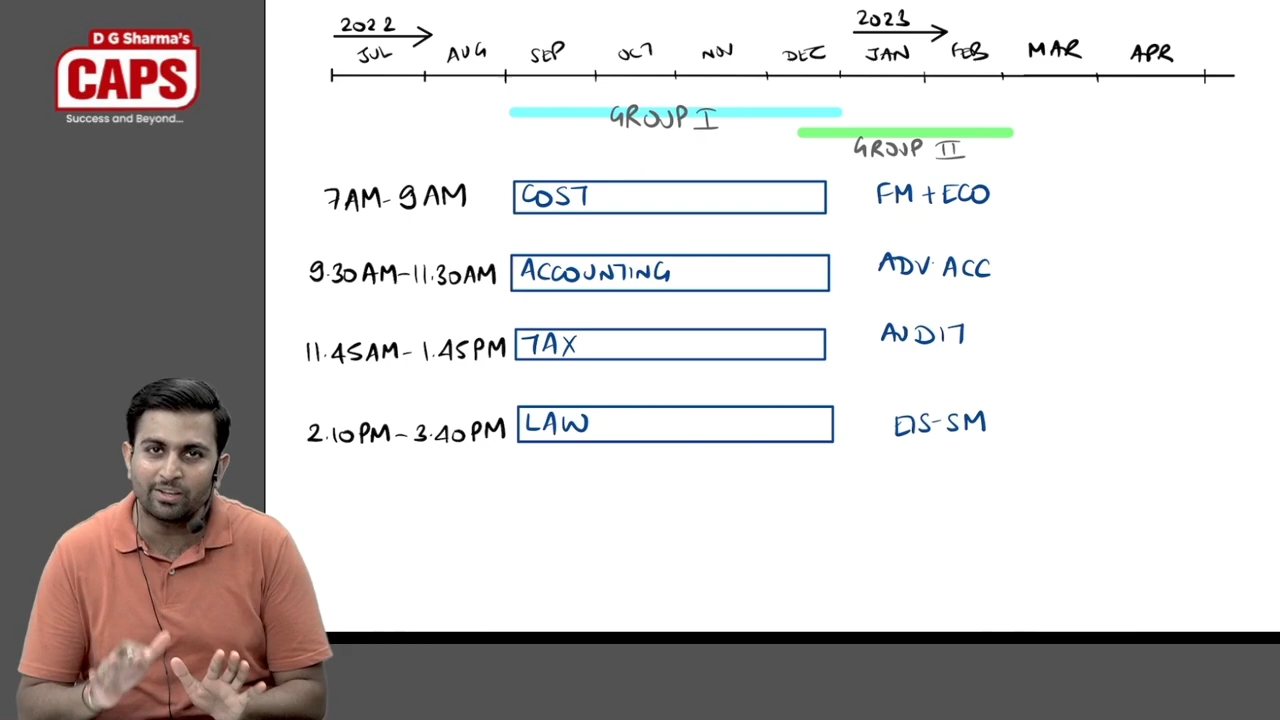 D G Sharma's
CAPS
Success and Beyond...
2022
2023
JUL AUG SEP OCT NOV DEC JAN FEB MAR APR
GROUP I
GROUP II
7AM-9AM COST FM + ECO
9.30AM-11.30AM ACCOUNTING ADV. ACC
11.45AM-1.45PM TAX AUDIT
2.10PM-3.40PM LAW EIS-SM